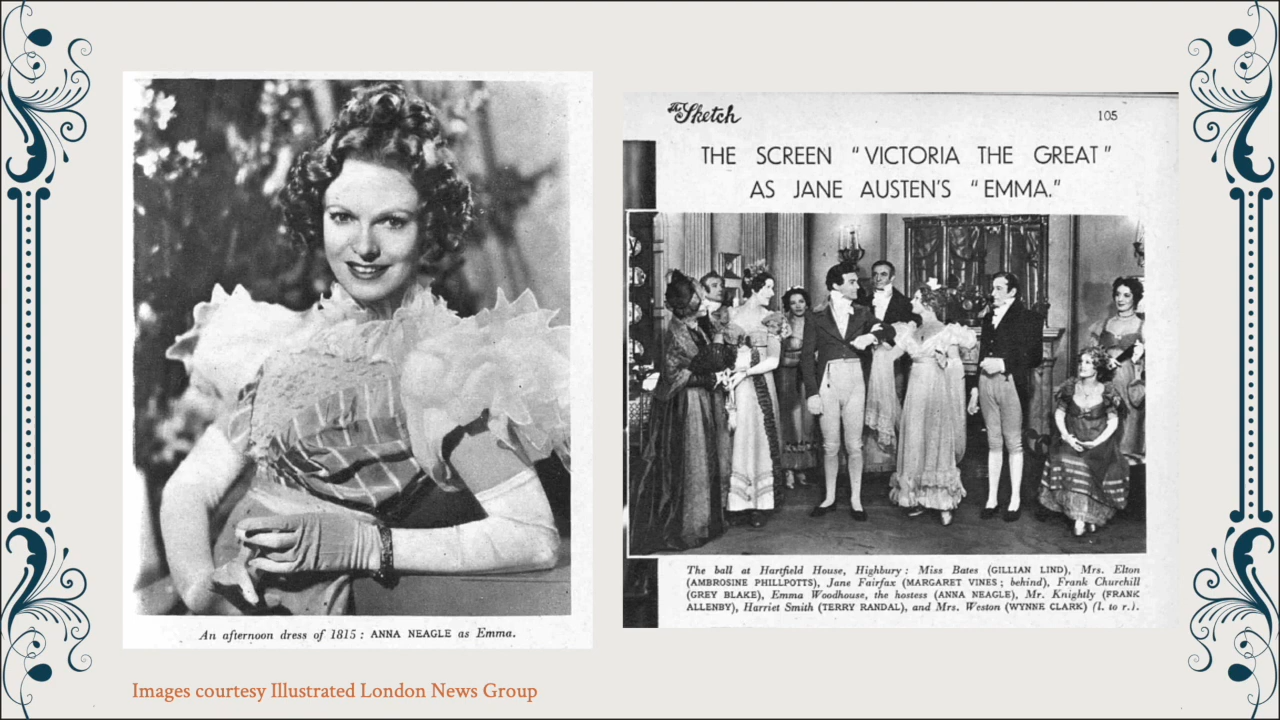 An afternoon dress of 1815 : ANNA NEAGLE as Emma.
Images courtesy Illustrated London News Group
The Sketch
105
THE SCREEN "VICTORIA THE GREAT"
AS JANE AUSTEN'S "EMMA."
The ball at Hartfield House, Highbury : Miss Bates (GILLIAN LIND), Mrs. Elton
(AMBROSINE PHILLPOTTS), Jane Fairfax (MARGARET VINES ; behind), Frank Churchill
(GREY BLAKE), Emma Woodhouse, the hostess (ANNA NEAGLE), Mr. Knightly (FRANK
ALLENBY), Harriet Smith (TERRY RANDAL), and Mrs. Weston (WYNNE CLARK) (l. to r.).